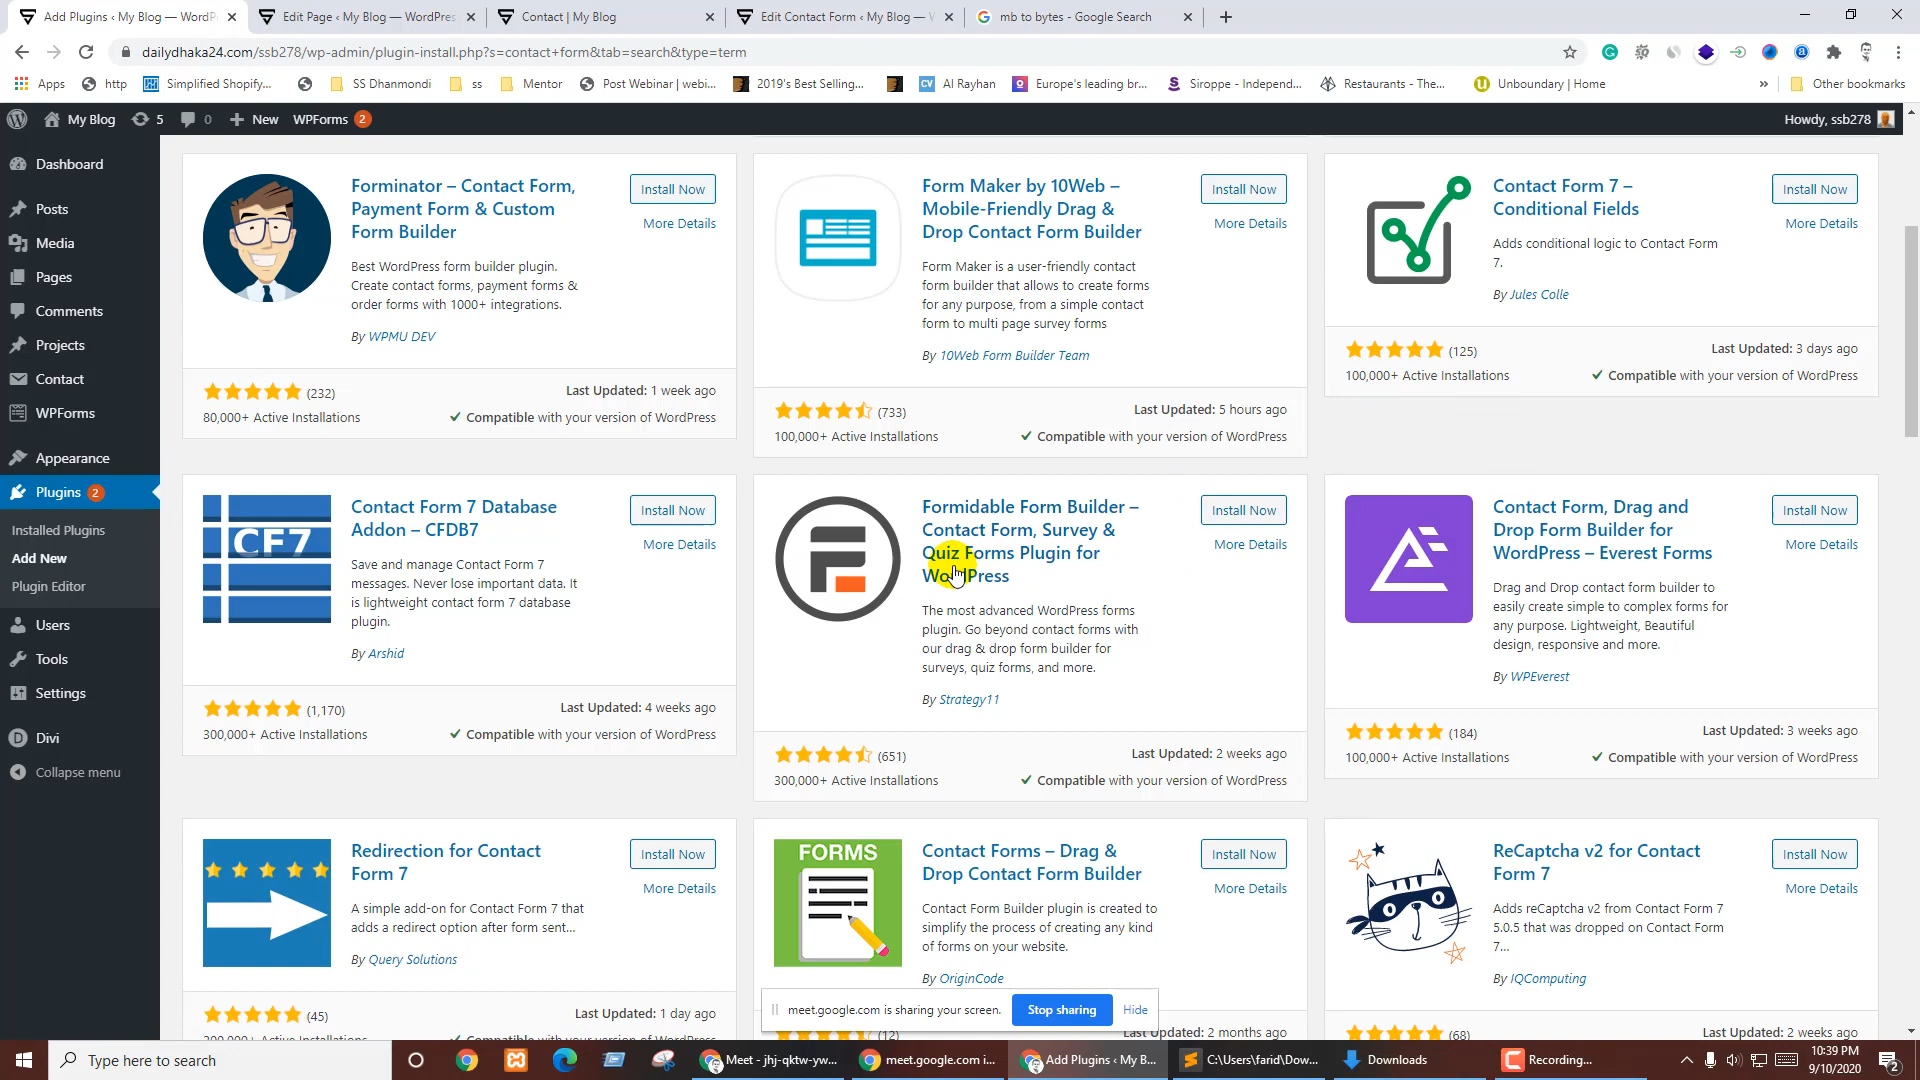 Add Plugins ‹ My Blog — WordP
Edit Page ‹ My Blog — WordPres
Contact | My Blog
Edit Contact Form ‹ My Blog — W
mb to bytes - Google Search
dailydhaka24.com/ssb278/wp-admin/plugin-install.php?s=contact+form&tab=search&type=term
Apps
http
Simplified Shopify...
SS Dhanmondi
ss
Mentor
Post Webinar | webi...
2019's Best Selling...
CV
Al Rayhan
Europe's leading br...
Siroppe - Independ...
Restaurants - The...
Unboundary | Home
»
Other bookmarks
My Blog
5
0
New
WPForms 2
Howdy, ssb278
Dashboard
Posts
Media
Pages
Comments
Projects
Contact
WPForms
Appearance
Plugins 2
Installed Plugins
Add New
Plugin Editor
Users
Tools
Settings
Divi
Collapse menu
Forminator – Contact Form,
Payment Form & Custom
Form Builder
Install Now
More Details
Best WordPress form builder plugin.
Create contact forms, payment forms &
order forms with 1000+ integrations.
By WPMU DEV
(232)
Last Updated: 1 week ago
80,000+ Active Installations
Compatible with your version of WordPress
Form Maker by 10Web –
Mobile-Friendly Drag &
Drop Contact Form Builder
Install Now
More Details
Form Maker is a user-friendly contact
form builder that allows to create forms
for any purpose, from a simple contact
form to multi page survey forms
By 10Web Form Builder Team
(733)
Last Updated: 5 hours ago
100,000+ Active Installations
Compatible with your version of WordPress
Contact Form 7 –
Conditional Fields
Install Now
More Details
Adds conditional logic to Contact Form
7.
By Jules Colle
(125)
Last Updated: 3 days ago
100,000+ Active Installations
Compatible with your version of WordPress
CF7
Contact Form 7 Database
Addon – CFDB7
Install Now
More Details
Save and manage Contact Form 7
messages. Never lose important data. It
is lightweight contact form 7 database
plugin.
By Arshid
(1,170)
Last Updated: 4 weeks ago
300,000+ Active Installations
Compatible with your version of WordPress
Formidable Form Builder –
Contact Form, Survey &
Quiz Forms Plugin for
WordPress
Install Now
More Details
The most advanced WordPress forms
plugin. Go beyond contact forms with
our drag & drop form builder for
surveys, quiz forms, and more.
By Strategy11
(651)
Last Updated: 2 weeks ago
300,000+ Active Installations
Compatible with your version of WordPress
Contact Form, Drag and
Drop Form Builder for
WordPress – Everest Forms
Install Now
More Details
Drag and Drop contact form builder to
easily create simple to complex forms for
any purpose. Lightweight, Beautiful
design, responsive and more.
By WPEverest
(184)
Last Updated: 3 weeks ago
100,000+ Active Installations
Compatible with your version of WordPress
Redirection for Contact
Form 7
Install Now
More Details
A simple add-on for Contact Form 7 that
adds a redirect option after form sent...
By Query Solutions
(45)
Last Updated: 1 day ago
FORMS
Contact Forms – Drag &
Drop Contact Form Builder
Install Now
More Details
Contact Form Builder plugin is created to
simplify the process of creating any kind
of forms on your website.
By OriginCode
(12)
Last Updated: 2 months ago
ReCaptcha v2 for Contact
Form 7
Install Now
More Details
Adds reCaptcha v2 from Contact Form 7
5.0.5 that was dropped on Contact Form
7...
By IQComputing
(68)
Last Updated: 2 weeks ago
meet.google.com is sharing your screen.
Stop sharing
Hide
Type here to search
Meet - jhj-qktw-yw...
meet.google.com i...
Add Plugins ‹ My B...
C:\Users\farid\Dow...
Downloads
Recording...
10:39 PM
9/10/2020
2